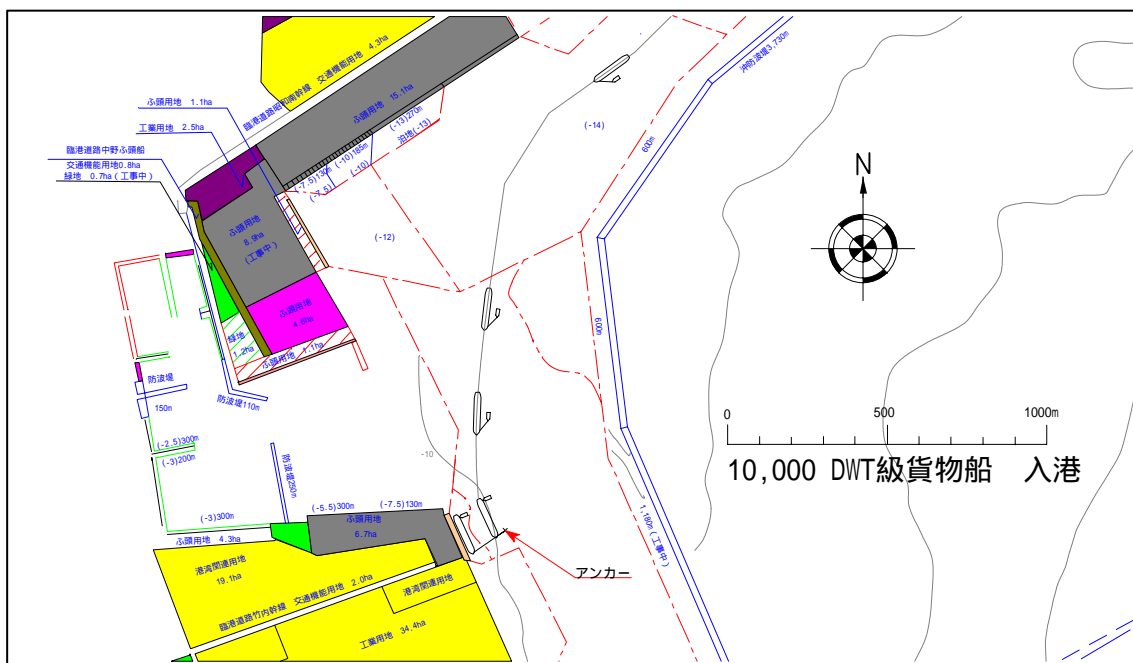 沖防波堤3,730m
臨港道路昭和南幹線 交通機能用地 4.3ha
ふ頭用地 15.1ha
ふ頭用地 1.1ha
工業用地 2.5ha
臨港道路中野ふ頭船
交通機能用地0.8ha
緑地 0.7ha(工事中)
(-13)270m
泊地(-13)
(-10)185m
(-10)
(-7.5)130m
(-7.5)
(-14)
600m
N
ふ頭用地
8.9ha
(工事中)
(-12)
ふ頭用地
4.6ha
緑地
1.2ha
ふ頭用地 1.1ha
600m
防波堤
150m
防波堤110m
0 500 1000m
10,000 DWT級貨物船 入港
(-2.5)300m
(-3)200m
防波堤250m
-10
1,180m(工事中)
(-3)300m
(-5.5)300m
(-7.5)130m
ふ頭用地
6.7ha
ふ頭用地 4.3ha
港湾関連用地
19.1ha
アンカー
港湾関連用地
臨港道路竹内幹線 交通機能用地 2.0ha
工業用地 34.4ha